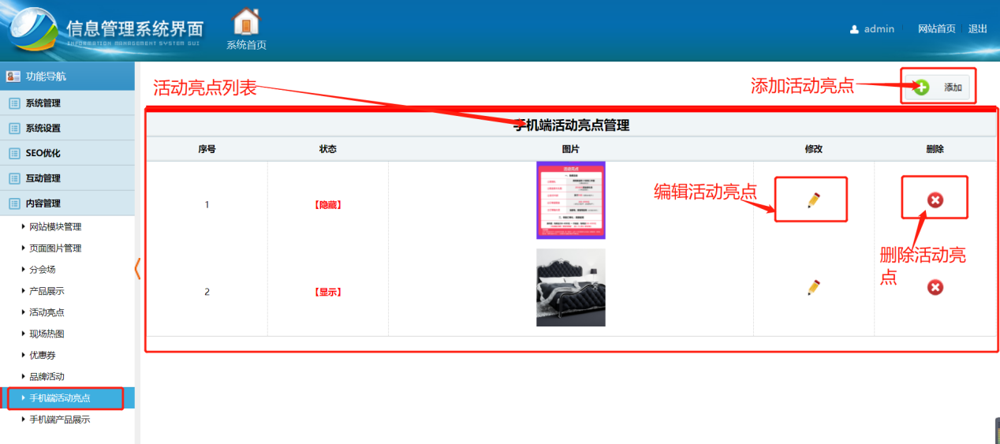 信息管理系统界面
INFORMATION MANAGEMENT SYSTEM GUI
系统首页
admin
网站首页
退出
功能导航
系统管理
系统设置
SEO优化
互动管理
内容管理
网站模块管理
页面图片管理
分会场
产品展示
活动亮点
现场热图
优惠券
品牌活动
手机端活动亮点
手机端产品展示
活动亮点列表
添加活动亮点
添加
手机端活动亮点管理
序号 状态 图片 修改 删除
1 【隐藏】
活动亮点
编辑活动亮点
删除活动亮
点
2 【显示】